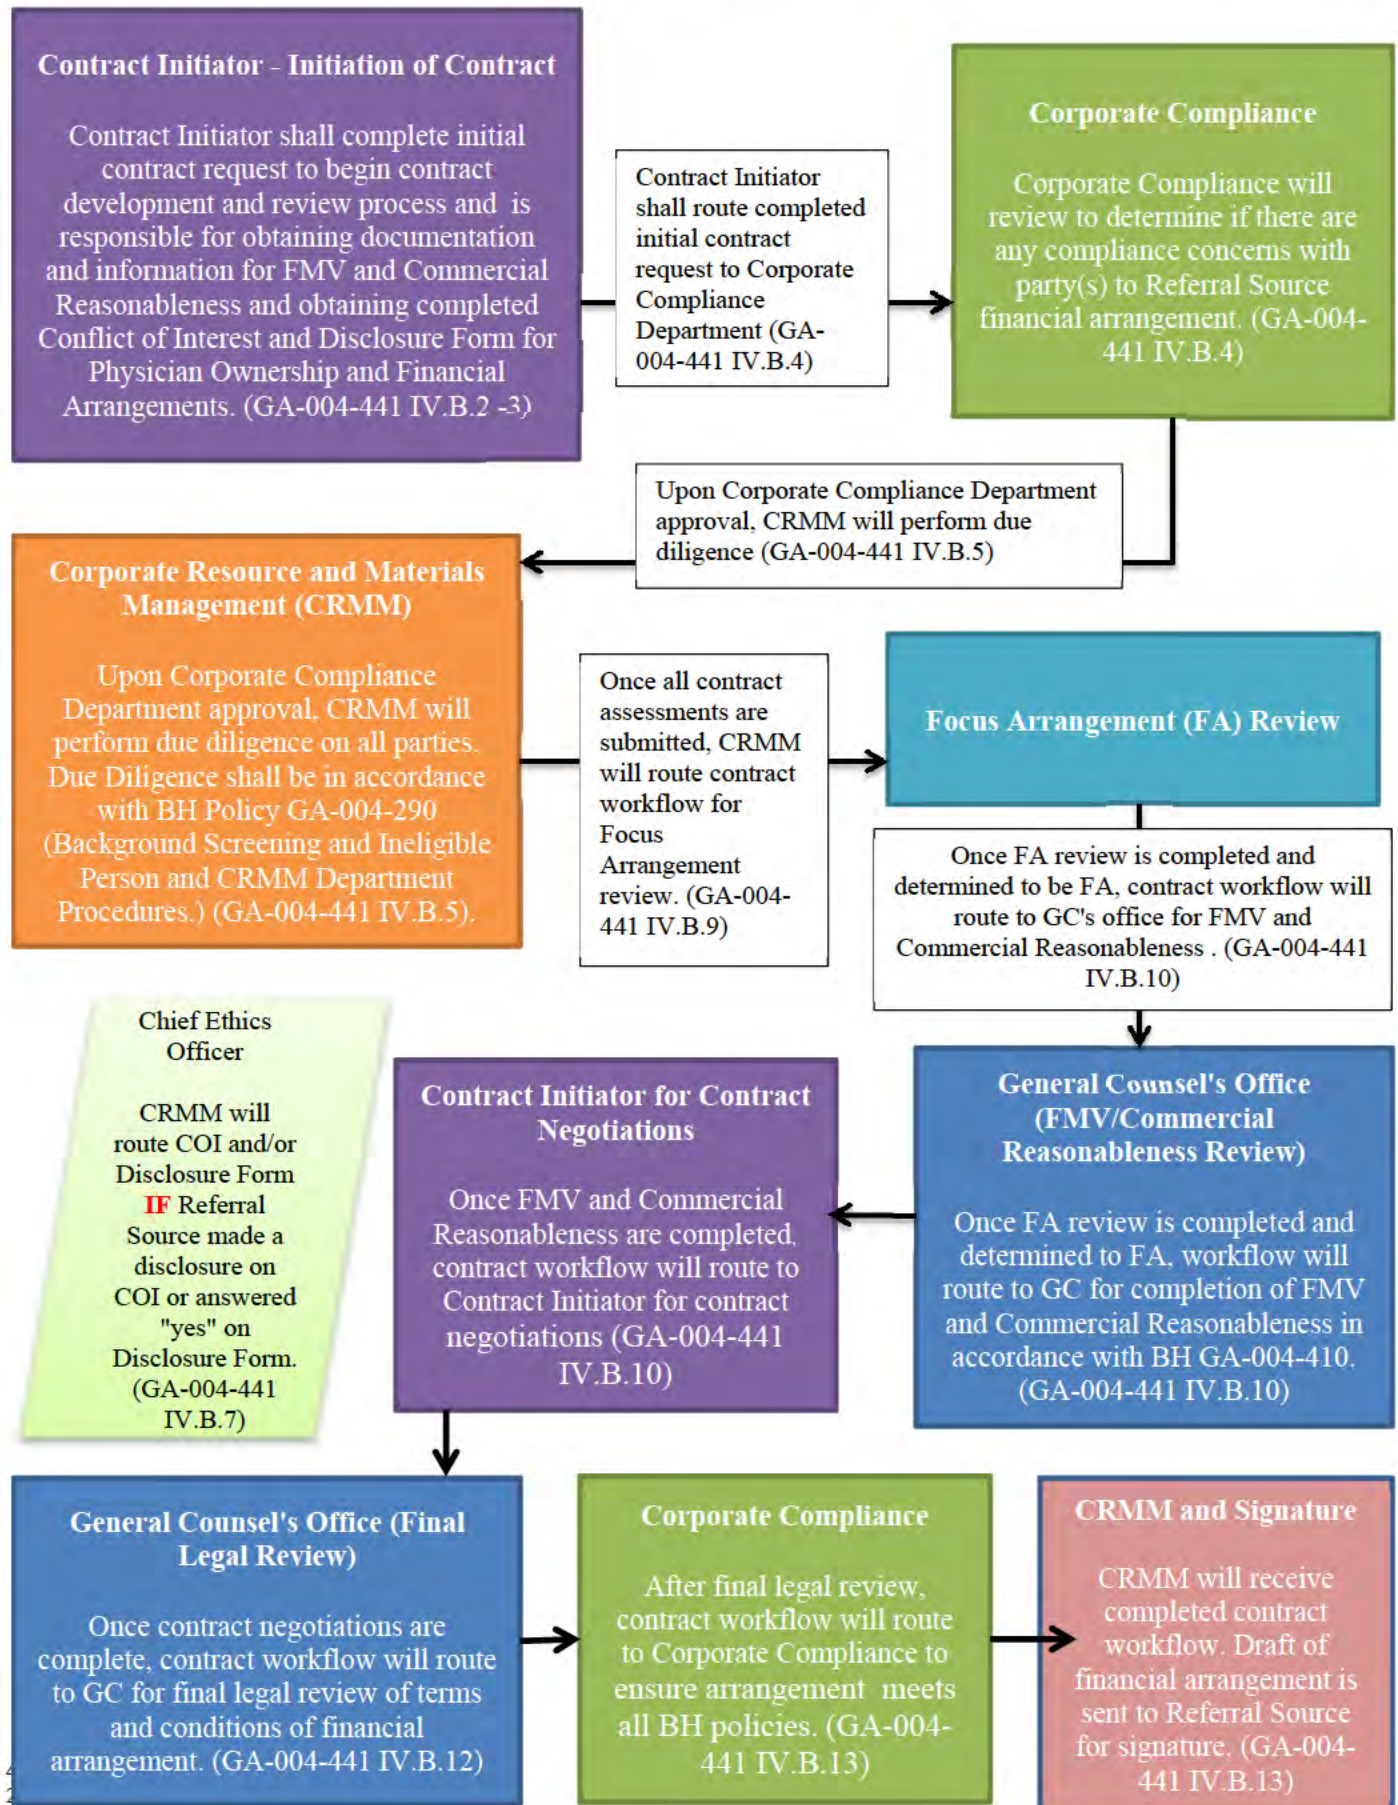 Contract Initiator - Initiation of Contract
Contract Initiator shall complete initial
contract request to begin contract
development and review process and is
responsible for obtaining documentation
and information for FMV and Commercial
Reasonableness and obtaining completed
Conflict of Interest and Disclosure Form for
Physician Ownership and Financial
Arrangements. (GA-004-441 IV.B.2 -3)
Contract Initiator
shall route completed
initial contract
request to Corporate
Compliance
Department (GA-
004-441 IV.B.4)
Corporate Compliance
Corporate Compliance will
review to determine if there are
any compliance concerns with
party(s) to Referral Source
financial arrangement. (GA-004-
441 IV.B.4)
Upon Corporate Compliance Department
approval, CRMM will perform due
diligence (GA-004-441 IV.B.5)
Corporate Resource and Materials
Management (CRMM)
Upon Corporate Compliance
Department approval, CRMM will
perform due diligence on all parties.
Due Diligence shall be in accordance
with BH Policy GA-004-290
(Background Screening and Ineligible
Person and CRMM Department
Procedures.) (GA-004-441 IV.B.5).
Once all contract
assessments are
submitted, CRMM
will route contract
workflow for
Focus
Arrangement
review. (GA-004-
441 IV.B.9)
Focus Arrangement (FA) Review
Once FA review is completed and
determined to be FA, contract workflow will
route to GC's office for FMV and
Commercial Reasonableness . (GA-004-441
IV.B.10)
General Counsel's Office
(FMV/Commercial
Reasonableness Review)
Once FA review is completed and
determined to FA, workflow will
route to GC for completion of FMV
and Commercial Reasonableness in
accordance with BH GA-004-410.
(GA-004-441 IV.B.10)
Contract Initiator for Contract
Negotiations
Once FMV and Commercial
Reasonableness are completed,
contract workflow will route to
Contract Initiator for contract
negotiations (GA-004-441
IV.B.10)
Chief Ethics
Officer
CRMM will
route COI and/or
Disclosure Form
IF Referral
Source made a
disclosure on
COI or answered
"yes" on
Disclosure Form.
(GA-004-441
IV.B.7)
General Counsel's Office (Final
Legal Review)
Once contract negotiations are
complete, contract workflow will route
to GC for final legal review of terms
and conditions of financial
arrangement. (GA-004-441 IV.B.12)
Corporate Compliance
After final legal review,
contract workflow will route
to Corporate Compliance to
ensure arrangement meets
all BH policies. (GA-004-
441 IV.B.13)
CRMM and Signature
CRMM will receive
completed contract
workflow. Draft of
financial arrangement is
sent to Referral Source
for signature. (GA-004-
441 IV.B.13)